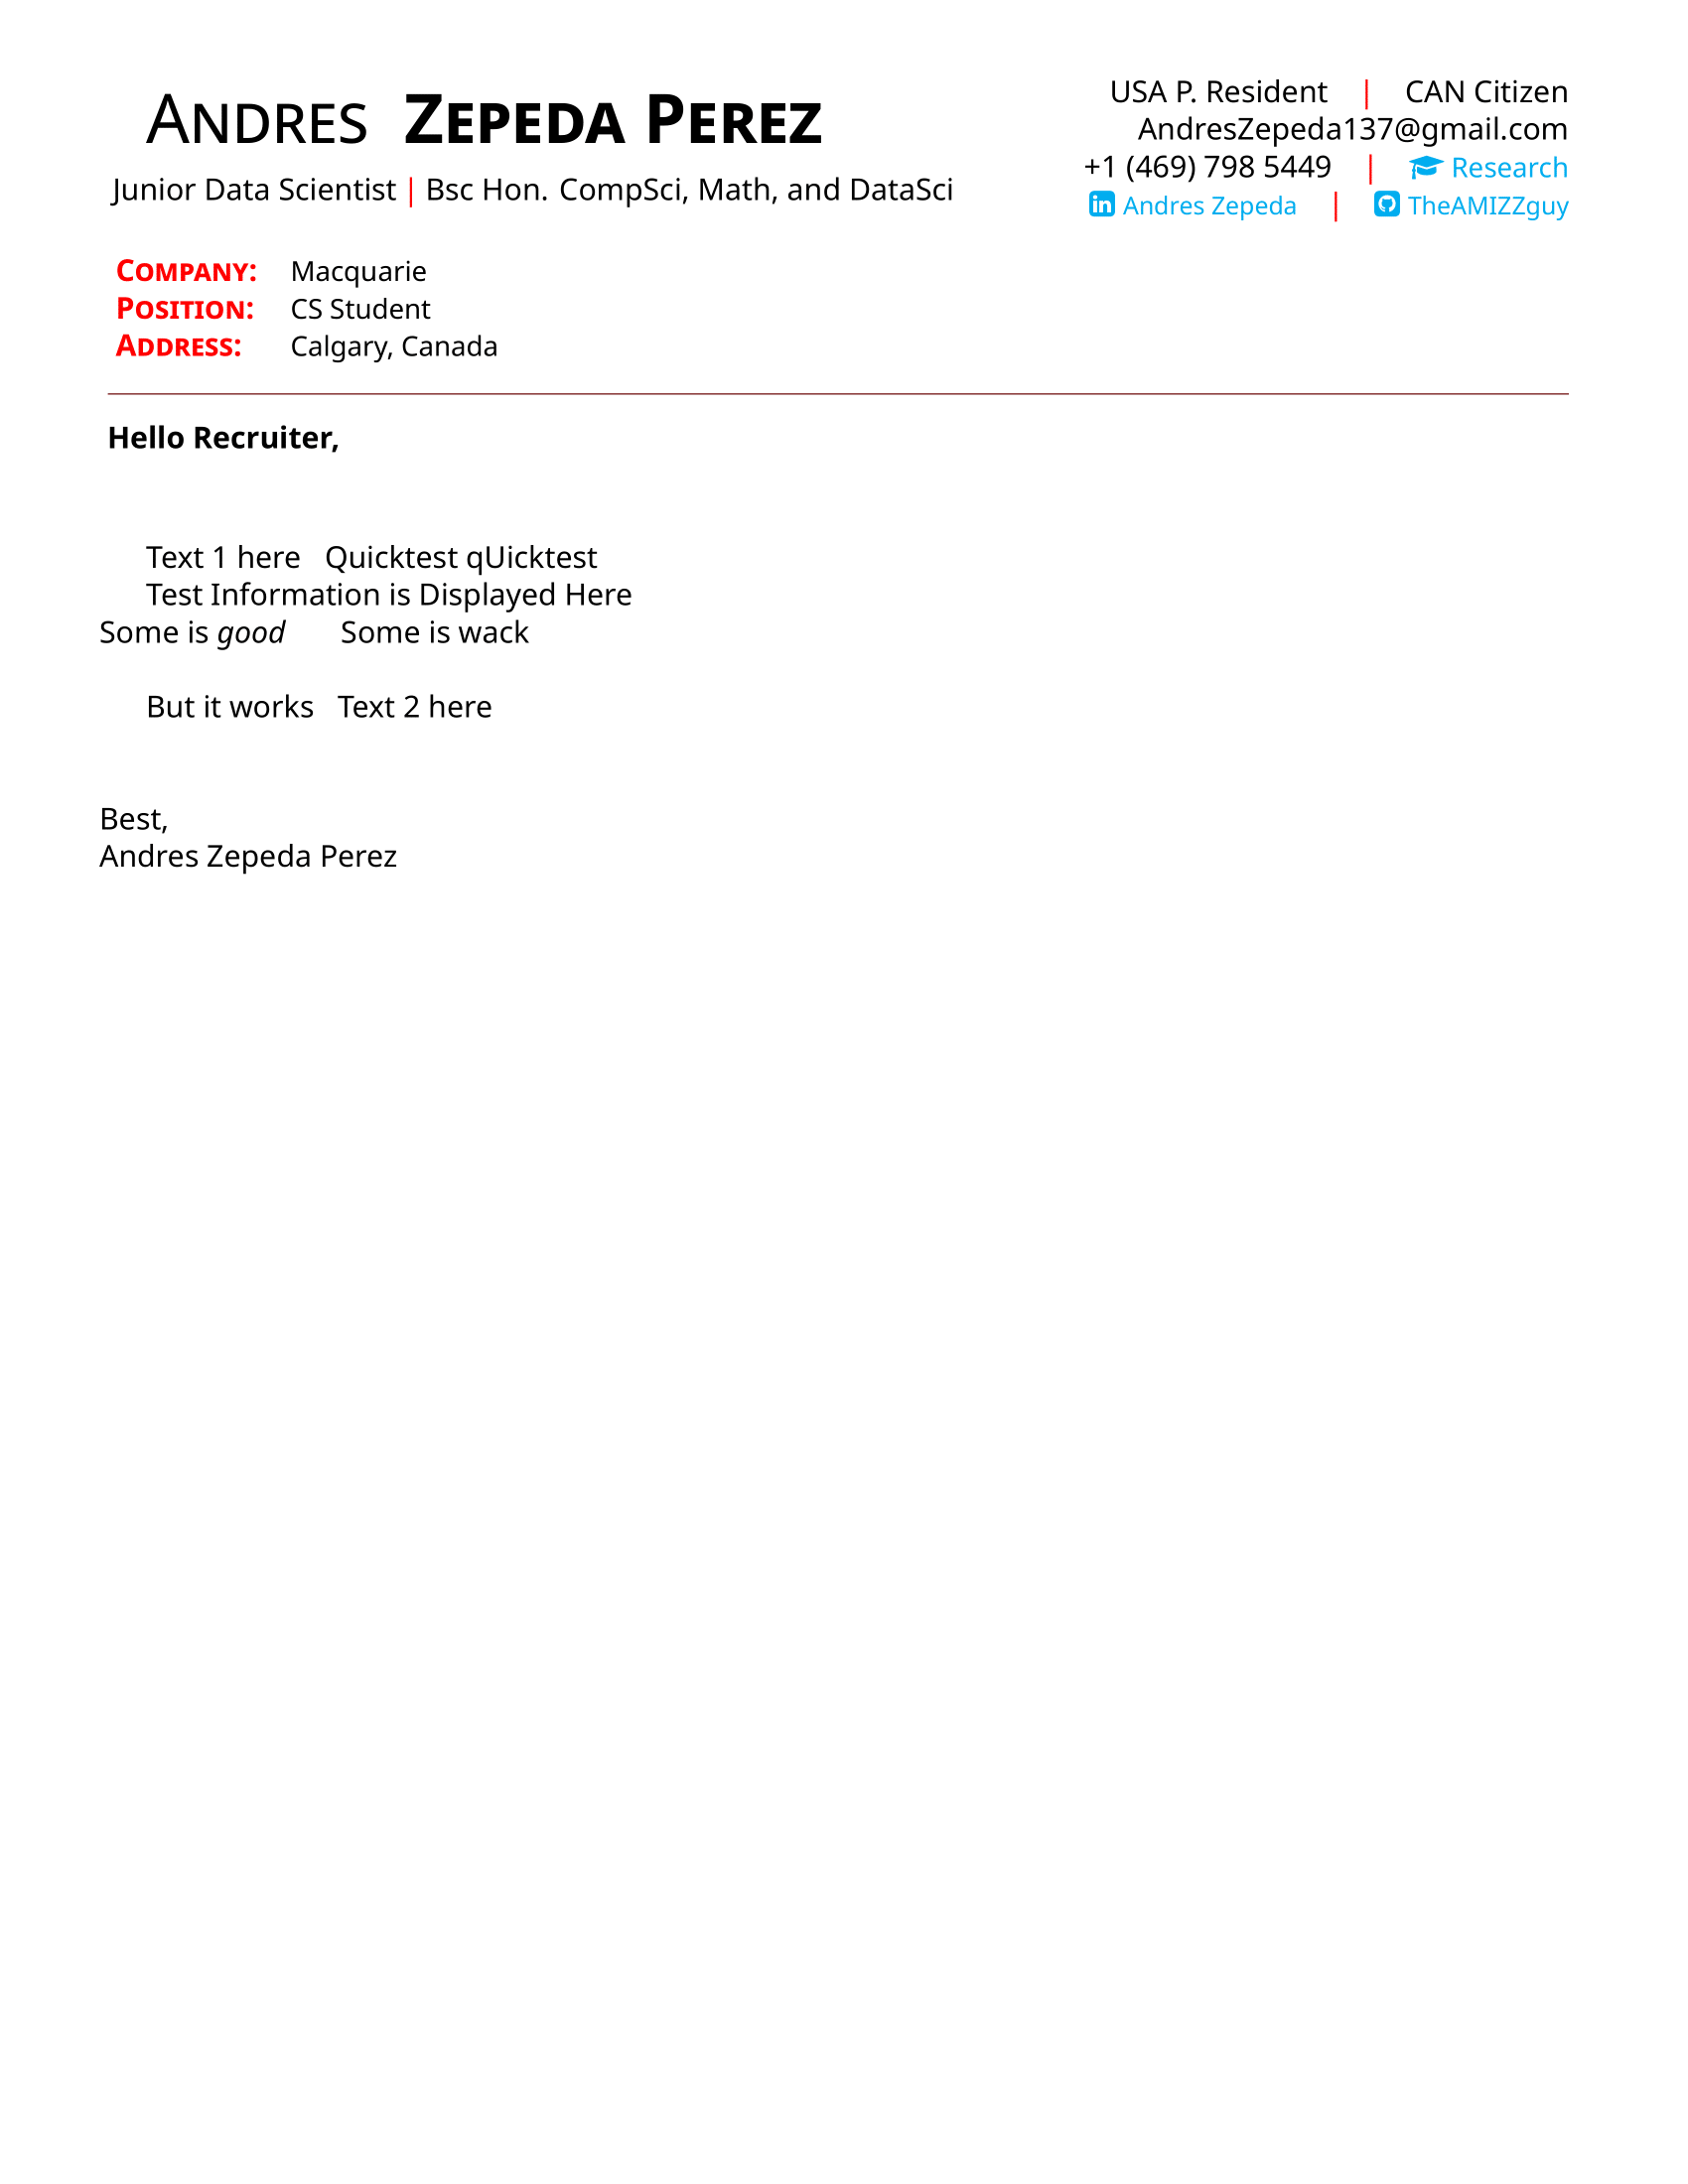 Andres Zepeda Perez
Junior Data Scientist | Bsc Hon. CompSci, Math, and DataSci
USA P. Resident | CAN Citizen
AndresZepeda137@gmail.com
+1 (469) 798 5449 | Research
Andres Zepeda | TheAMIZZguy
Company: Macquarie
Position: CS Student
Address: Calgary, Canada
Hello Recruiter,
Text 1 here Quicktest qUicktest
Test Information is Displayed Here
Some is good Some is wack
But it works Text 2 here
Best,
Andres Zepeda Perez